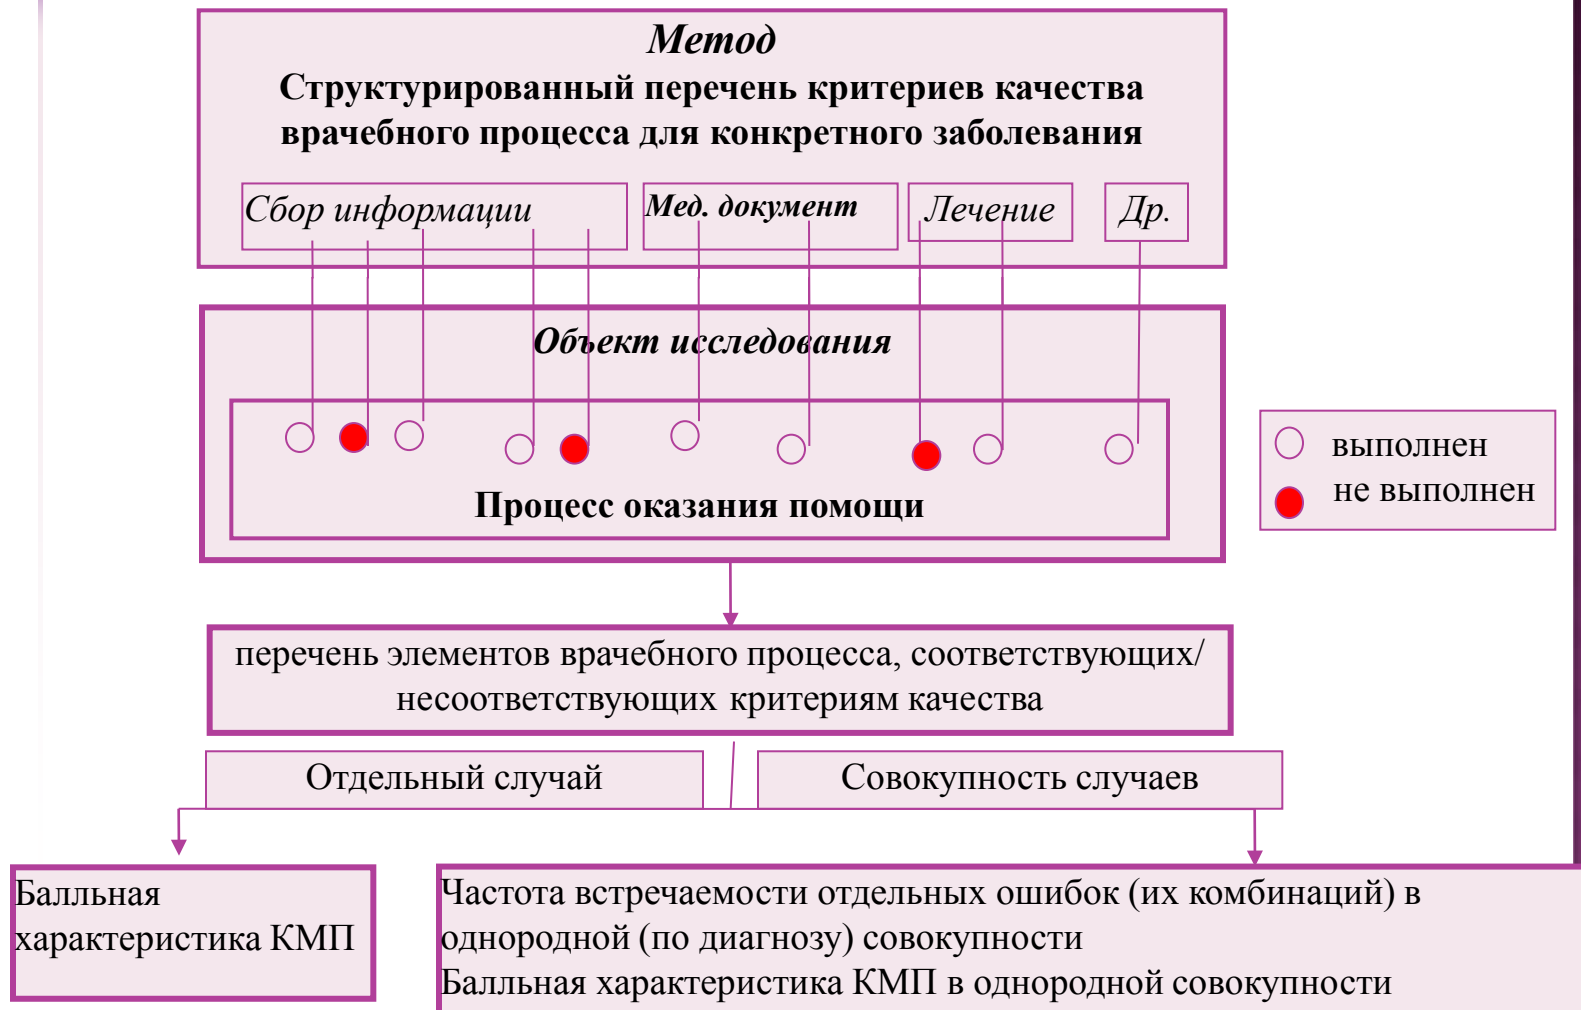 Метод
Структурированный перечень критериев качества
врачебного процесса для конкретного заболевания
Сбор информации
Мед. документ
Лечение
Др.
Объект исследования
Процесс оказания помощи
выполнен
не выполнен
перечень элементов врачебного процесса, соответствующих/
несоответствующих критериям качества
Отдельный случай
Совокупность случаев
Балльная
характеристика КМП
Частота встречаемости отдельных ошибок (их комбинаций) в
однородной (по диагнозу) совокупности
Балльная характеристика КМП в однородной совокупности